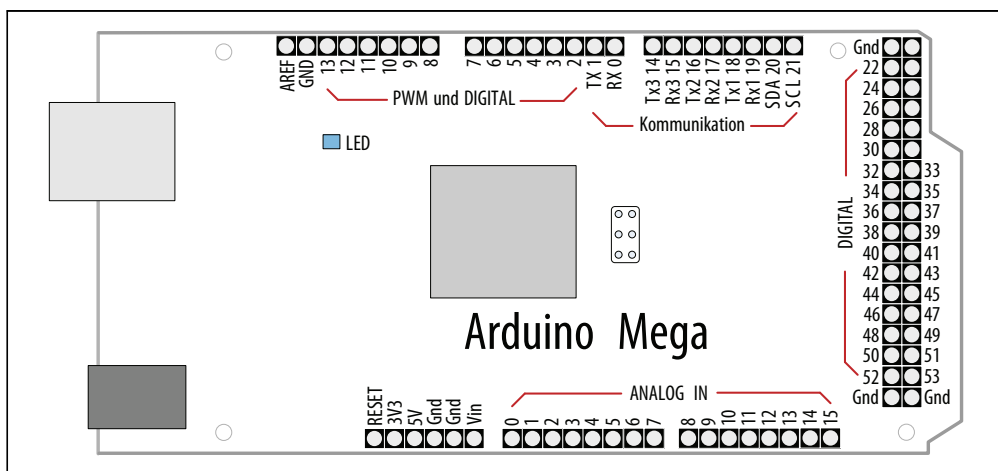 AREF GND 13 12 11 10 9 8 7 6 5 4 3 2 TX 1 RX 0 Tx3 14 Rx3 15 Tx2 16 Rx2 17 Tx1 18 Rx1 19 SDA 20 SCL 21
PWM und DIGITAL
Kommunikation
LED
Gnd
22
24
26
28
30
32 33
34 35
36 37
38 39
40 41
42 43
44 45
46 47
48 49
50 51
52 53
Gnd Gnd
DIGITAL
Arduino Mega
ANALOG IN
RESET 3V3 5V Gnd Gnd Vin 0 1 2 3 4 5 6 7 8 9 10 11 12 13 14 15